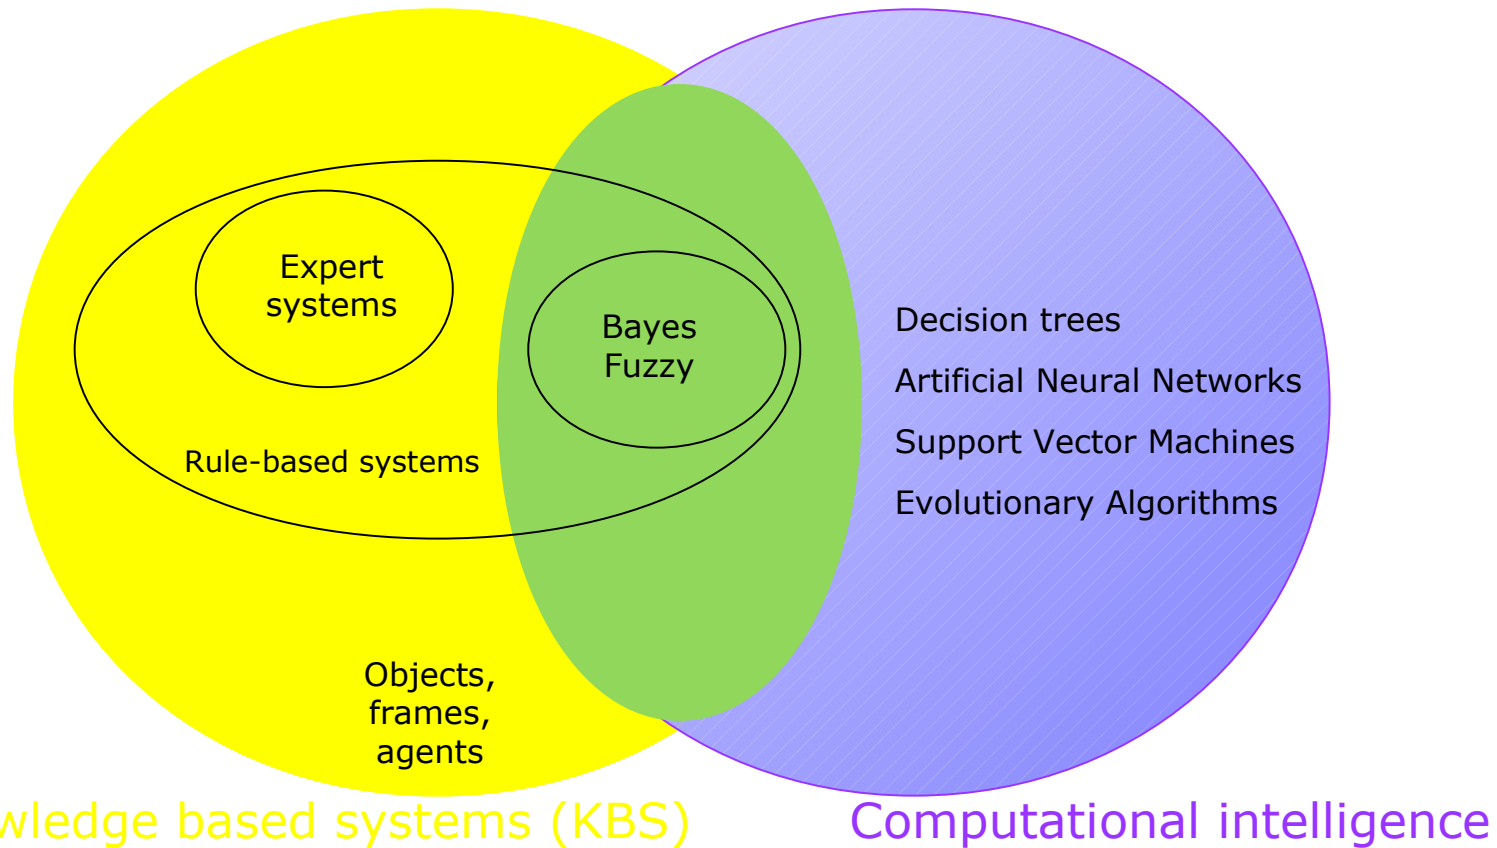 Expert
systems
Bayes
Fuzzy
Rule-based systems
Decision trees
Artificial Neural Networks
Support Vector Machines
Evolutionary Algorithms
Objects,
frames,
agents
wledge based systems (KBS)
Computational intelligence